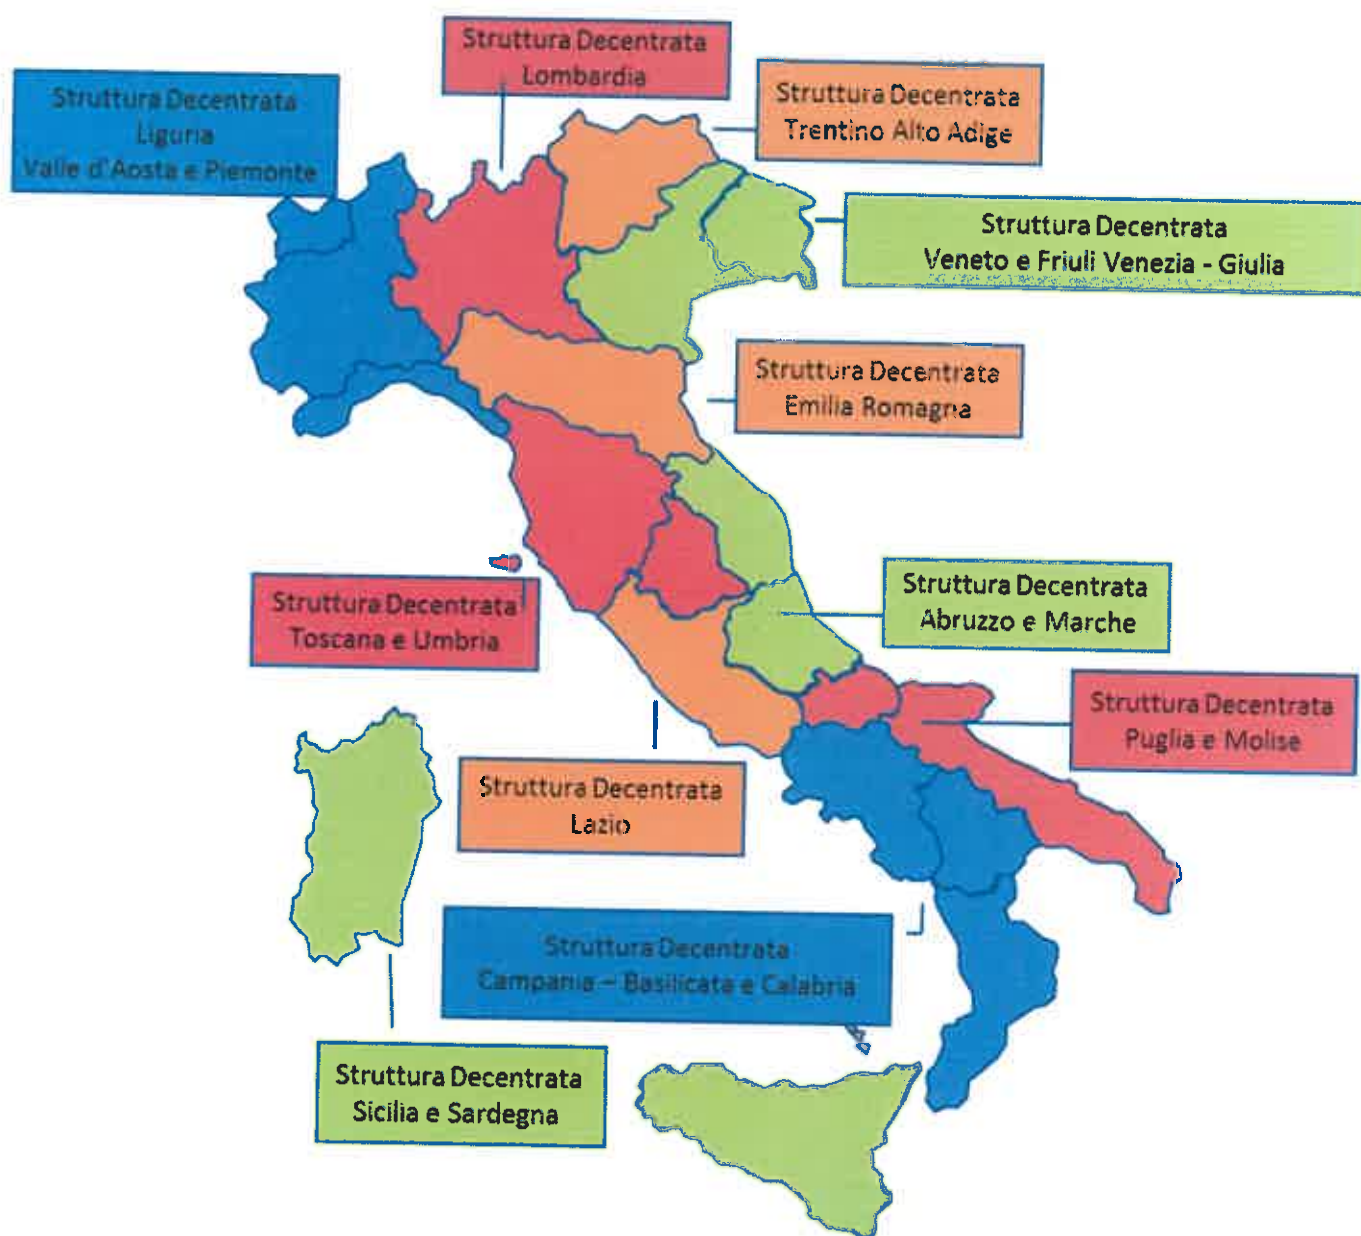 Struttura Decentrata
Lombardia
Struttura Decentrata
Liguria
Valle d'Aosta e Piemonte
Struttura Decentrata
Trentino Alto Adige
Struttura Decentrata
Veneto e Friuli Venezia - Giulia
Struttura Decentrata
Emilia Romagna
Struttura Decentrata
Abruzzo e Marche
Struttura Decentrata
Toscana e Umbria
Struttura Decentrata
Puglia e Molise
Struttura Decentrata
Lazio
Struttura Decentrata
Campania – Basilicata e Calabria
Struttura Decentrata
Sicilia e Sardegna